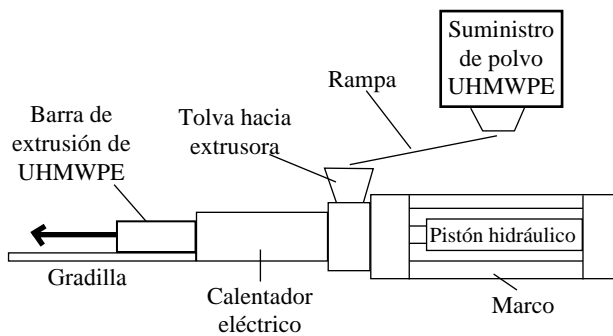 Suministro
de polvo
UHMWPE
Rampa
Tolva hacia
extrusora
Barra de
extrusión de
UHMWPE
Pistón hidráulico
Gradilla
Calentador
eléctrico
Marco